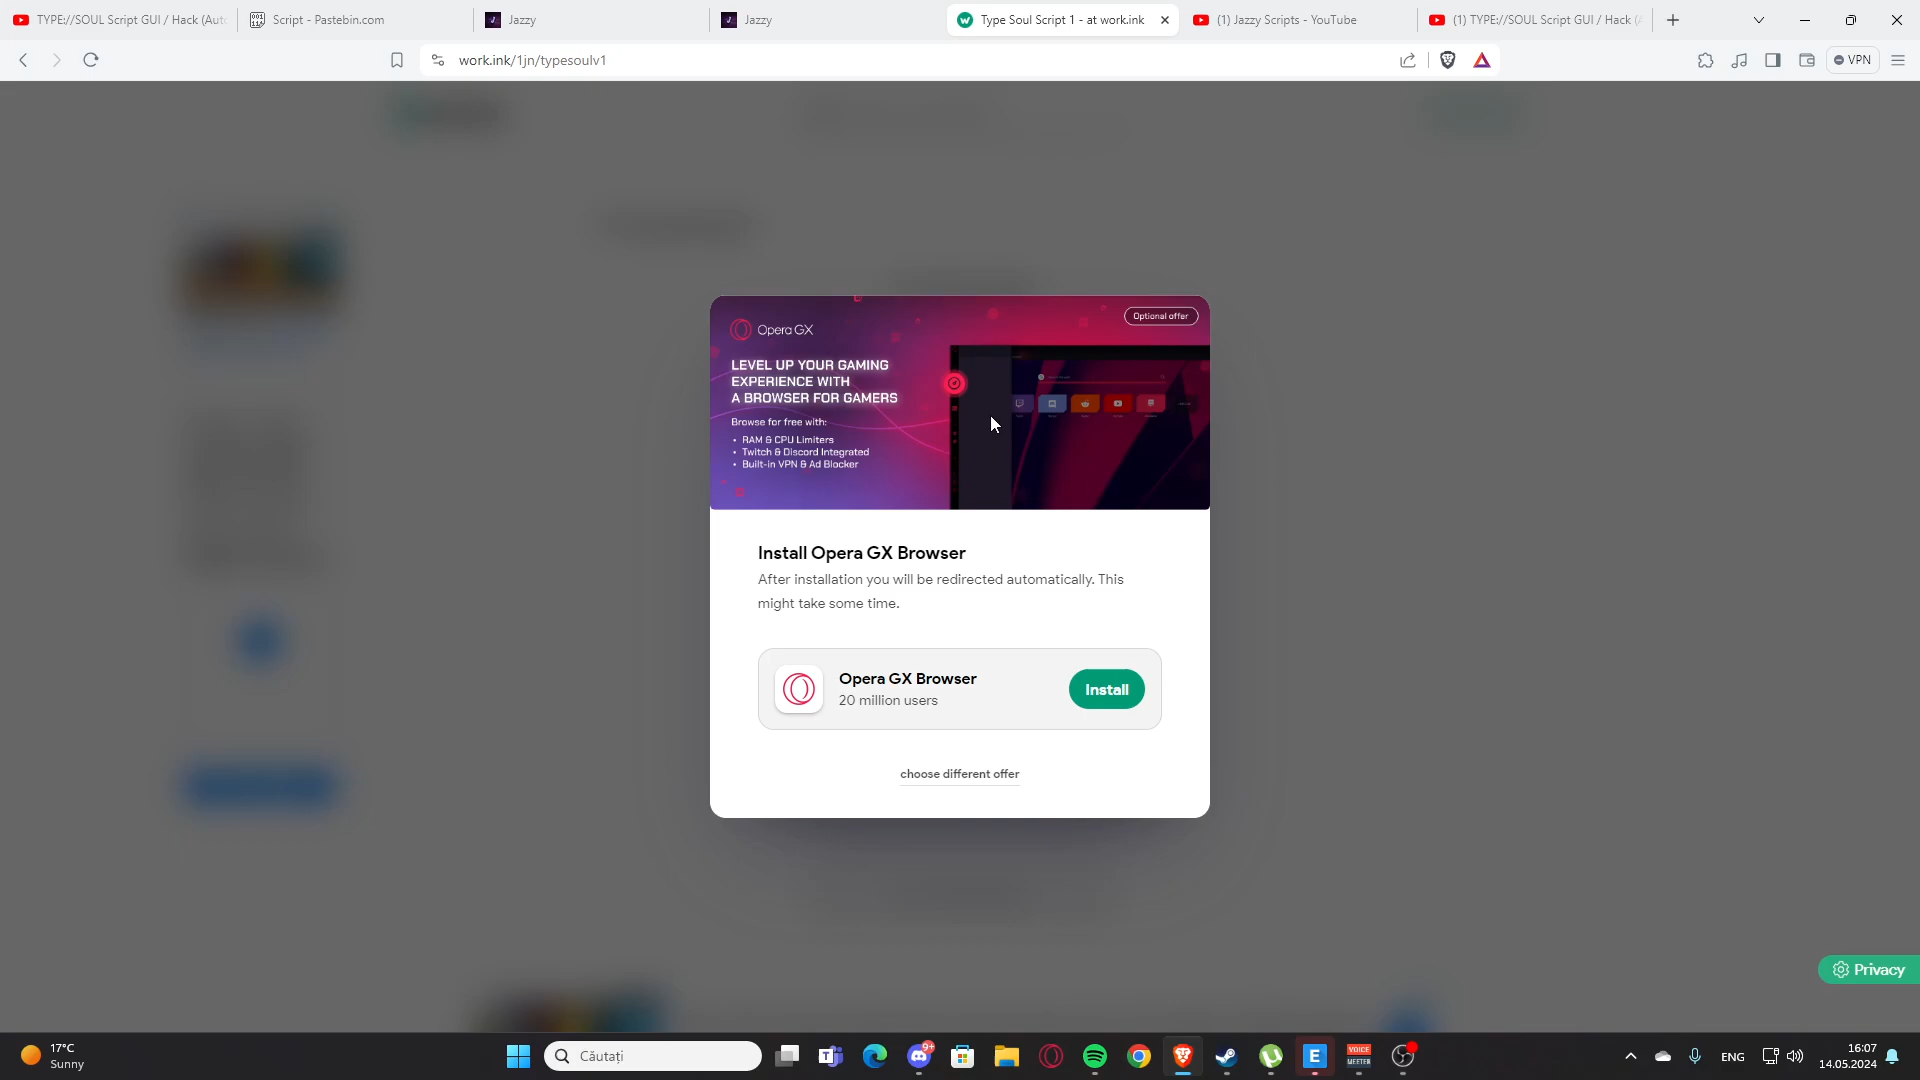 TYPE://SOUL Script GUI / Hack (Aut
Script - Pastebin.com
Jazzy
Jazzy
Type Soul Script 1 - at work.ink
(1) Jazzy Scripts - YouTube
(1) TYPE://SOUL Script GUI / Hack (A
work.ink/1jn/typesoulv1
VPN
Opera GX
Optional offer
LEVEL UP YOUR GAMING
EXPERIENCE WITH
A BROWSER FOR GAMERS
Browse for free with:
• RAM & CPU Limiters
• Twitch & Discord Integrated
• Built-in VPN & Ad Blocker
Install Opera GX Browser
After installation you will be redirected automatically. This
might take some time.
Opera GX Browser
20 million users
Install
choose different offer
Privacy
17°C
Sunny
Căutați
9+
VOICE
MEETER
ENG
16:07
14.05.2024